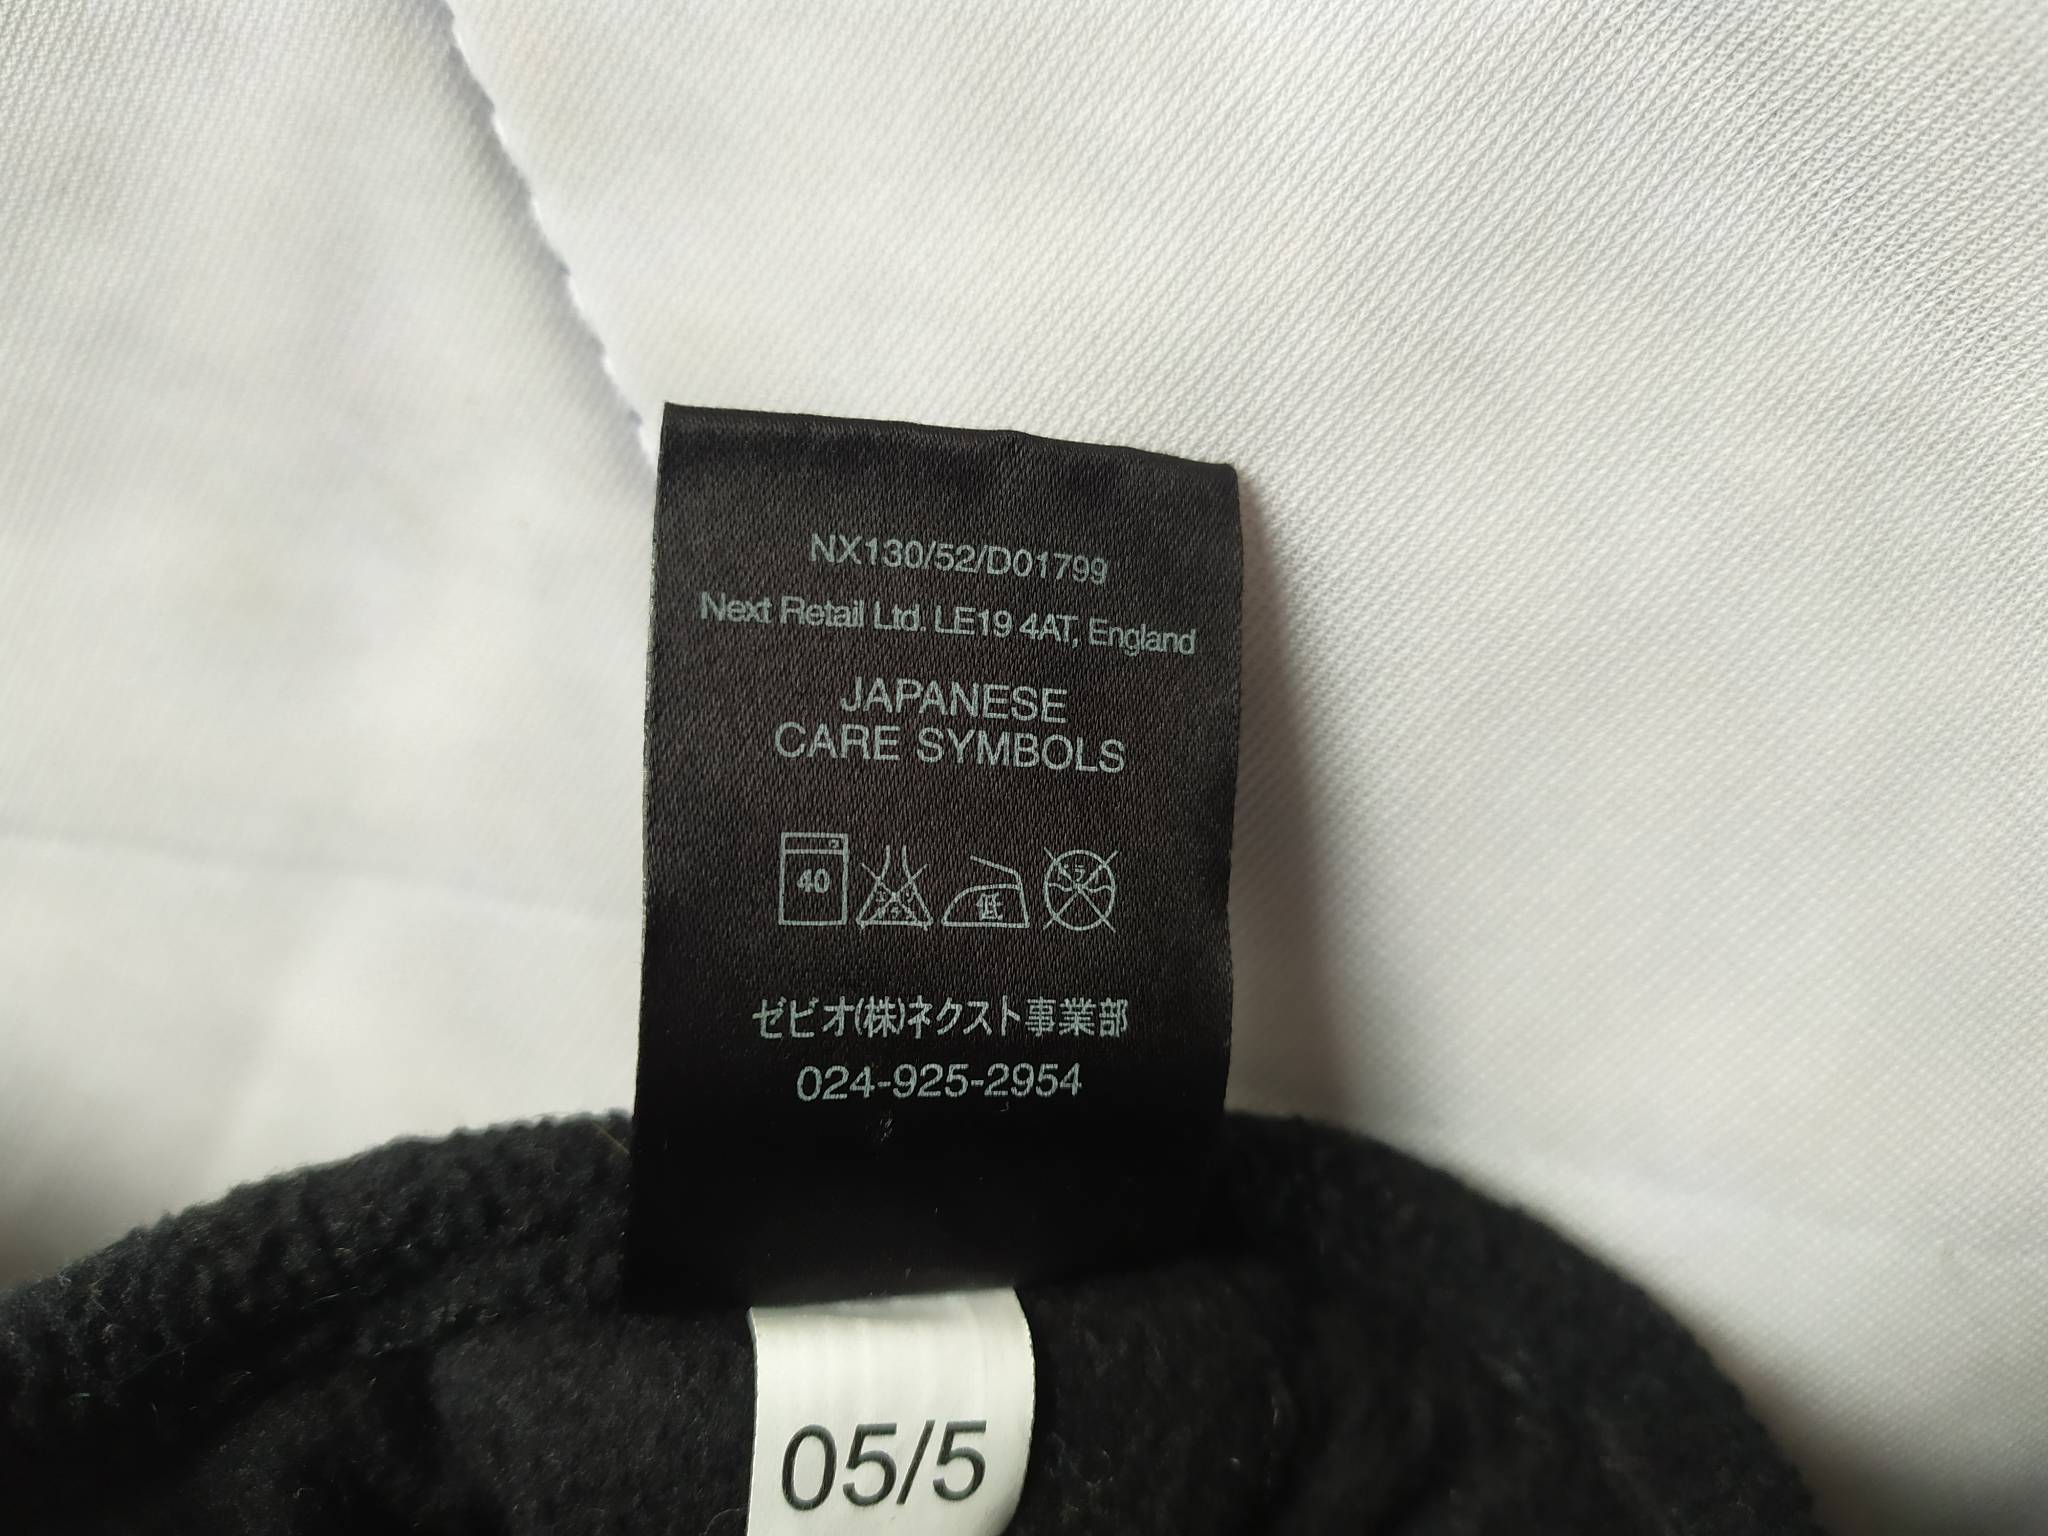 NX130/52/D01799
Next Retail Ltd. LE19 4AT, England
JAPANESE
CARE SYMBOLS
40 低
ゼビオ(株)ネクスト事業部
024-925-2954
05/5